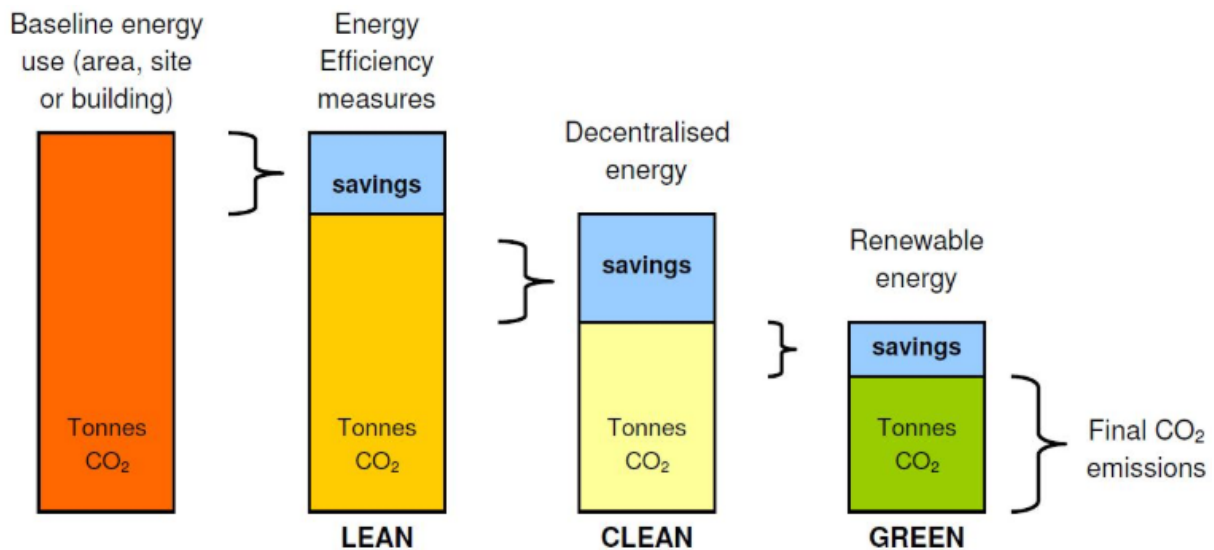 Baseline energy
use (area, site
or building)
Tonnes
CO₂
Energy
Efficiency
measures
savings
Tonnes
CO₂
LEAN
Decentralised
energy
savings
Tonnes
CO₂
CLEAN
Renewable
energy
savings
Tonnes
CO₂
GREEN
Final CO₂
emissions